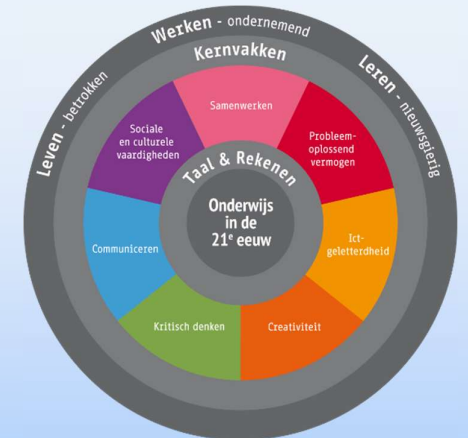 Werken - ondernemend
Leven - betrokken
Leren - nieuwsgierig
Kernvakken
Samenwerken
Sociale
en culturele
vaardigheden
Probleem-
oplossend
vermogen
Taal & Rekenen
Onderwijs
in de
21e eeuw
Communiceren
Ict-
geletterdheid
Kritisch denken
Creativiteit